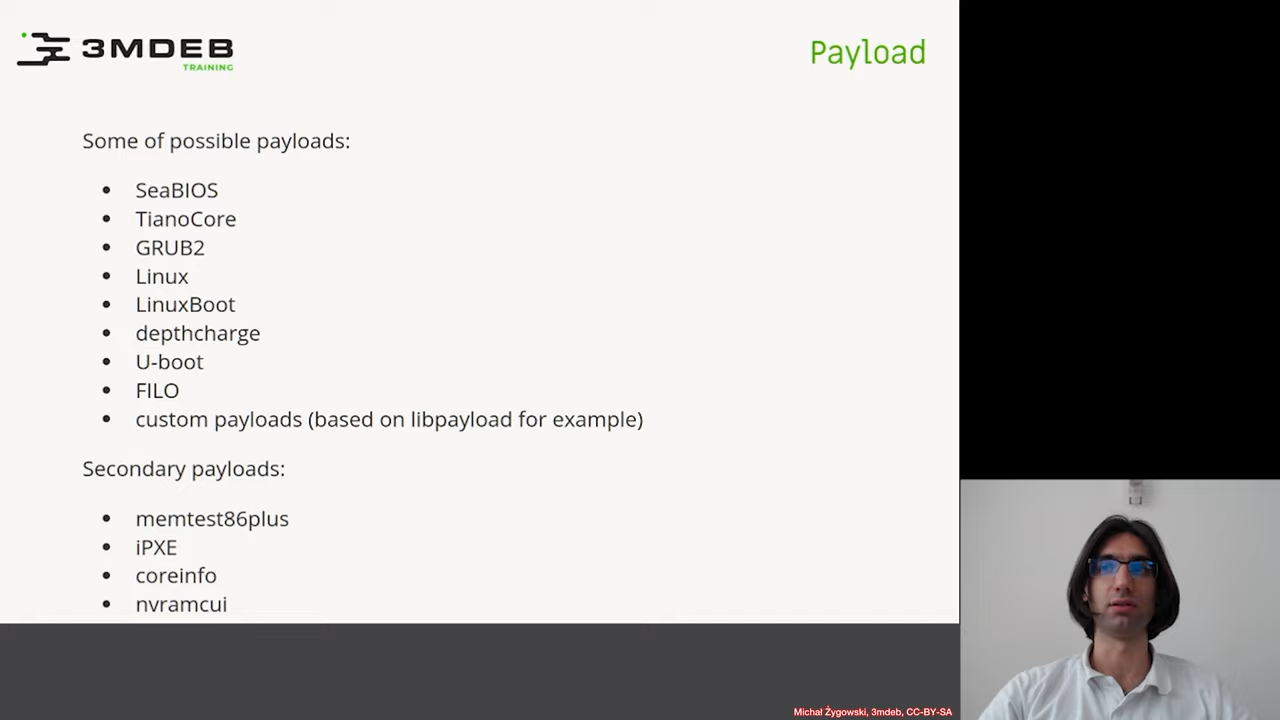 3MDEB
TRAINING
Payload
Some of possible payloads:
• SeaBIOS
• TianoCore
• GRUB2
• Linux
• LinuxBoot
• depthcharge
• U-boot
• FILO
• custom payloads (based on libpayload for example)
Secondary payloads:
• memtest86plus
• iPXE
• coreinfo
• nvramcui
Michał Żygowski, 3mdeb, CC-BY-SA